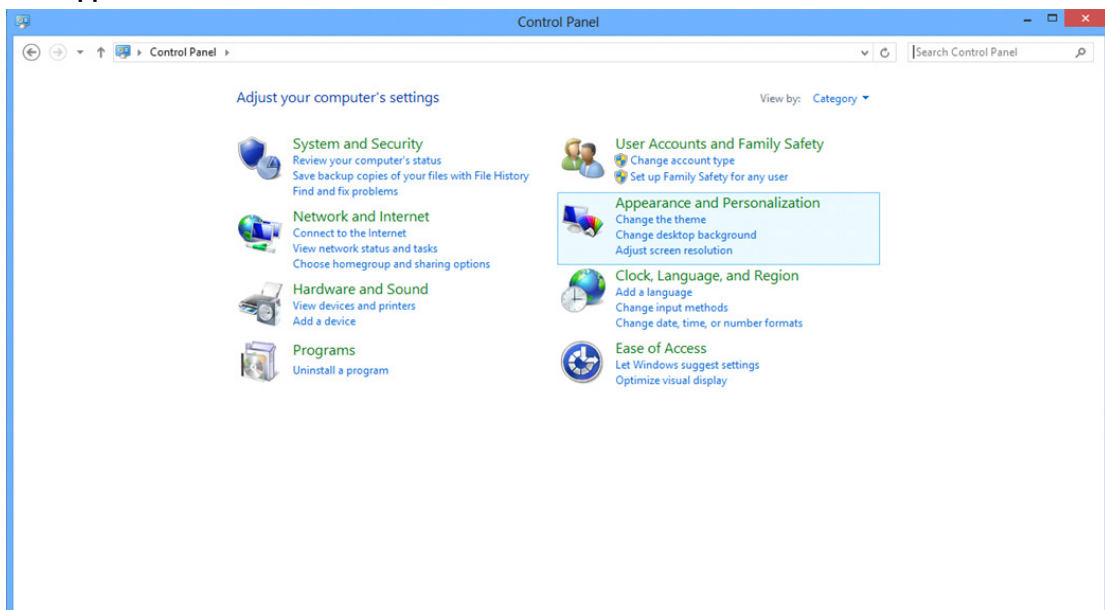 Control Panel
Control Panel
Search Control Panel
Adjust your computer's settings
View by: Category
System and Security
Review your computer's status
Save backup copies of your files with File History
Find and fix problems
Network and Internet
Connect to the Internet
View network status and tasks
Choose homegroup and sharing options
Hardware and Sound
View devices and printers
Add a device
Programs
Uninstall a program
User Accounts and Family Safety
Change account type
Set up Family Safety for any user
Appearance and Personalization
Change the theme
Change desktop background
Adjust screen resolution
Clock, Language, and Region
Add a language
Change input methods
Change date, time, or number formats
Ease of Access
Let Windows suggest settings
Optimize visual display